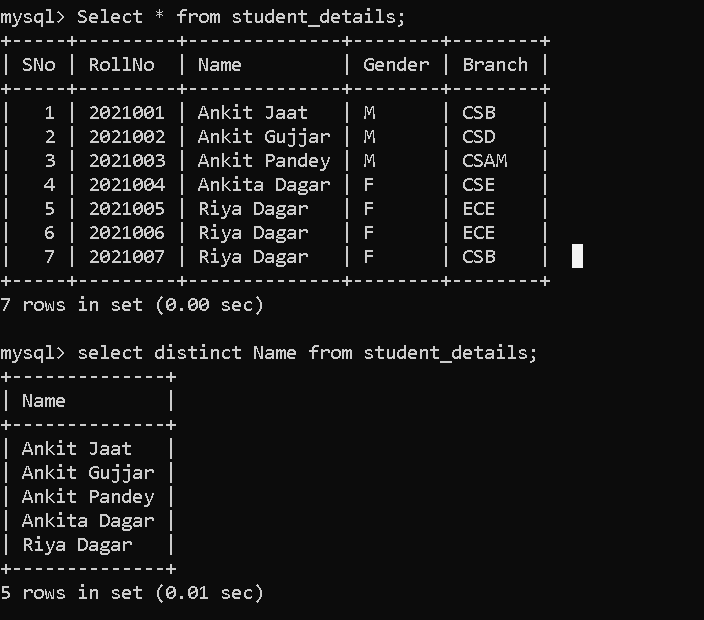 mysql> Select * from student_details;
+-----+---------+--------------+--------+--------+
| SNo | RollNo  | Name         | Gender | Branch |
+-----+---------+--------------+--------+--------+
|   1 | 2021001 | Ankit Jaat   | M      | CSB    |
|   2 | 2021002 | Ankit Gujjar | M      | CSD    |
|   3 | 2021003 | Ankit Pandey | M      | CSAM   |
|   4 | 2021004 | Ankita Dagar | F      | CSE    |
|   5 | 2021005 | Riya Dagar   | F      | ECE    |
|   6 | 2021006 | Riya Dagar   | F      | ECE    |
|   7 | 2021007 | Riya Dagar   | F      | CSB    |
+-----+---------+--------------+--------+--------+
7 rows in set (0.00 sec)

mysql> select distinct Name from student_details;
+--------------+
| Name         |
+--------------+
| Ankit Jaat   |
| Ankit Gujjar |
| Ankit Pandey |
| Ankita Dagar |
| Riya Dagar   |
+--------------+
5 rows in set (0.01 sec)